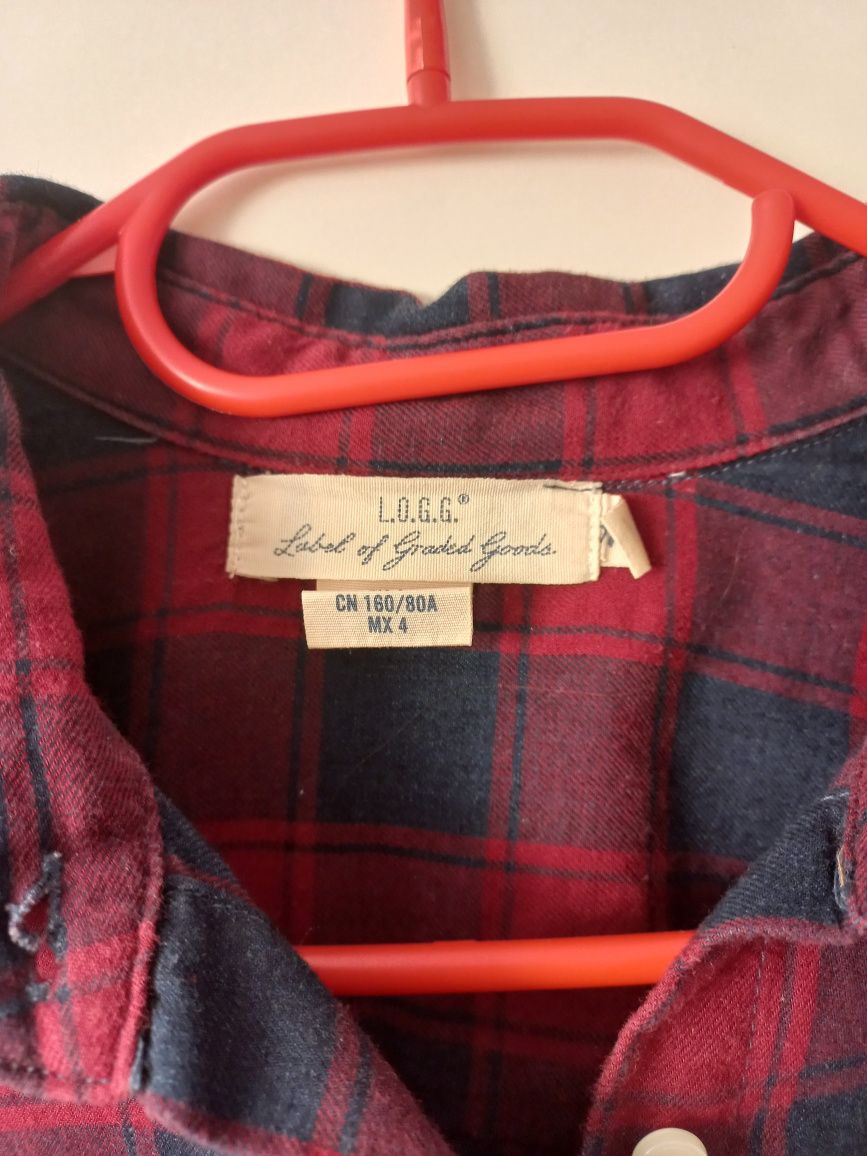 L.O.G.G.®
Label of Graded Goods.
CN 160/80A
MX 4